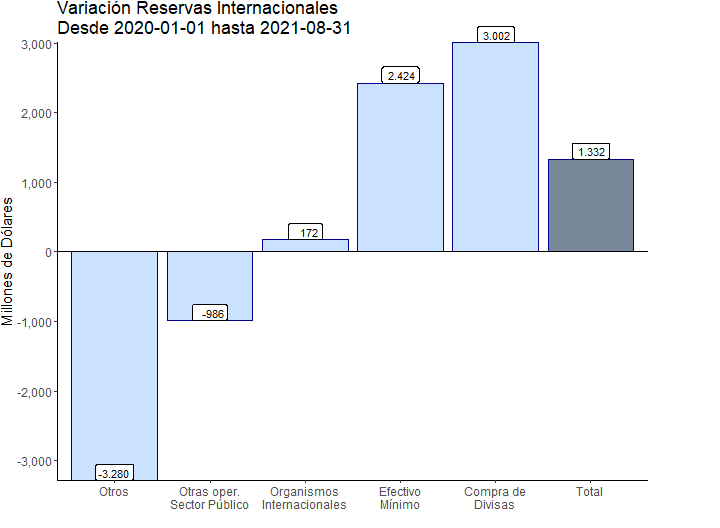 Variación Reservas Internacionales
Desde 2020-01-01 hasta 2021-08-31
Millones de Dólares
3,000
2,000
1,000
0
-1,000
-2,000
-3,000
-3.280
-986
172
2.424
3.002
1.332
Otros
Otras oper.
Sector Público
Organismos
Internacionales
Efectivo
Mínimo
Compra de
Divisas
Total